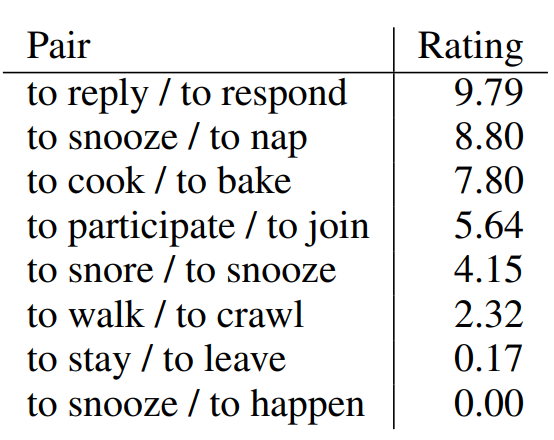 Pair Rating
to reply / to respond 9.79
to snooze / to nap 8.80
to cook / to bake 7.80
to participate / to join 5.64
to snore / to snooze 4.15
to walk / to crawl 2.32
to stay / to leave 0.17
to snooze / to happen 0.00